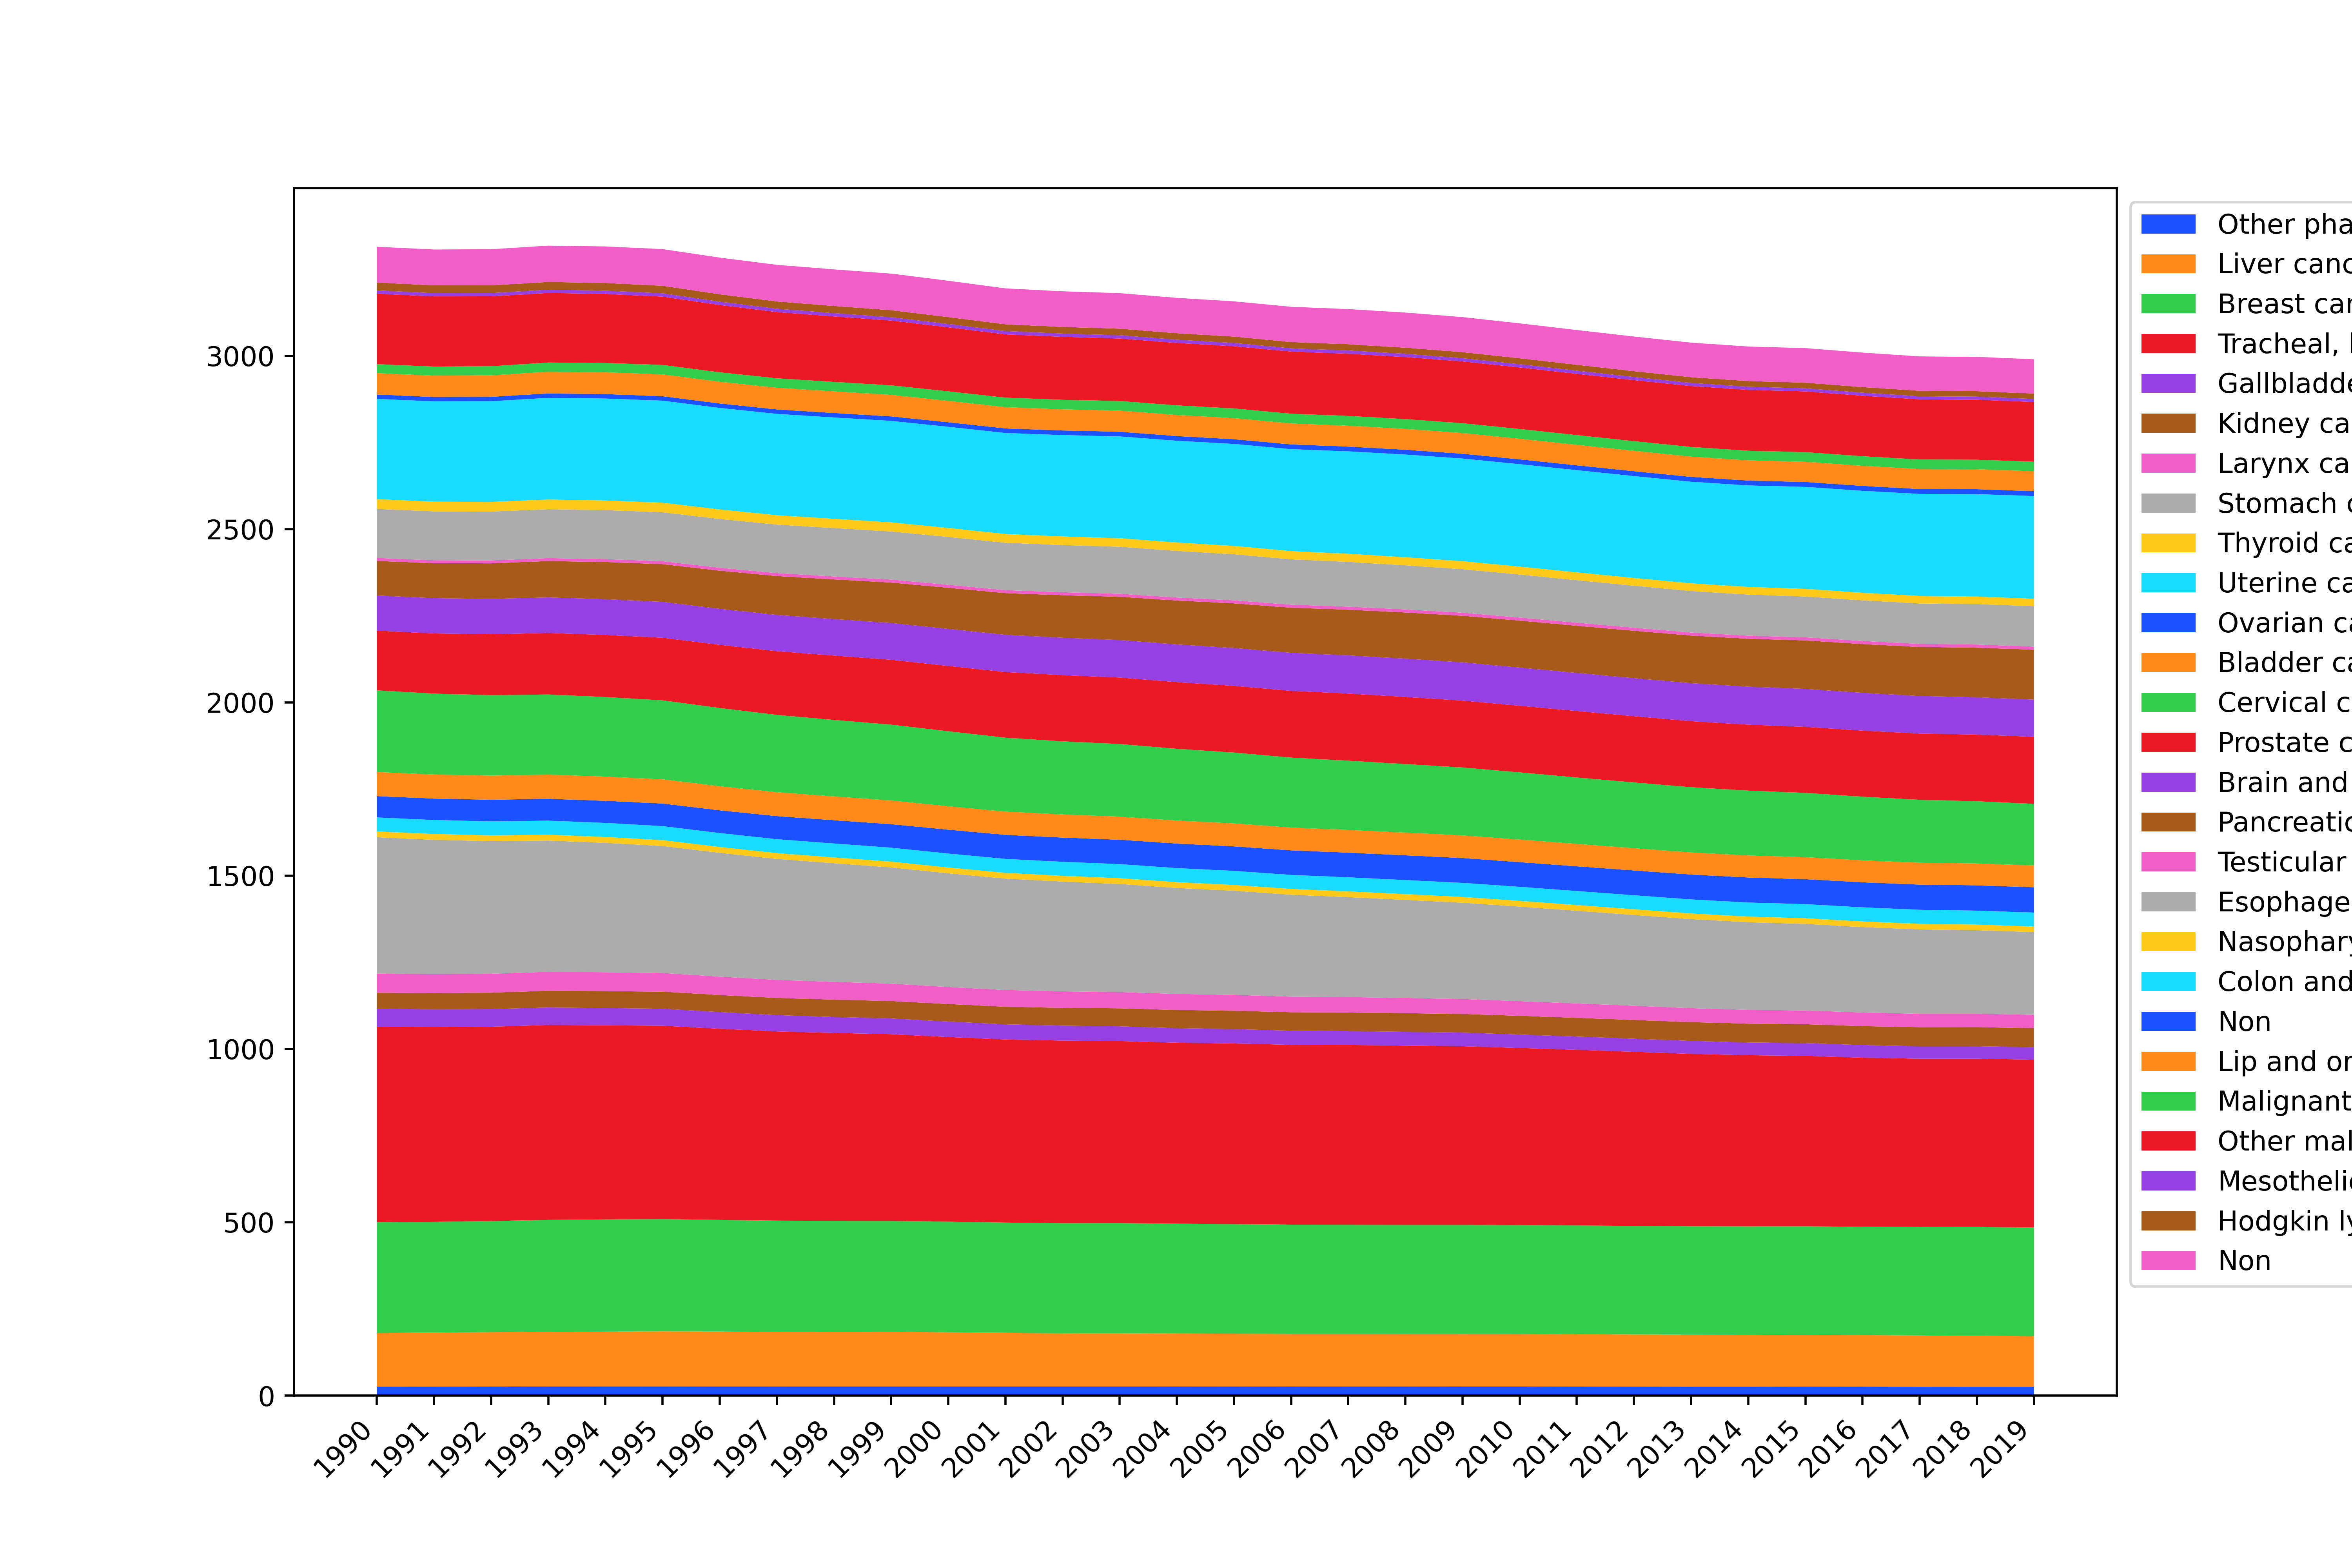 3000
2500
2000
1500
1000
500
0
1990
1991
1992
1993
1994
1995
1996
1997
1998
1999
2000
2001
2002
2003
2004
2005
2006
2007
2008
2009
2010
2011
2012
2013
2014
2015
2016
2017
2018
2019
Other pha
Liver canc
Breast car
Tracheal,
Gallbladde
Kidney ca
Larynx ca
Stomach
Thyroid ca
Uterine ca
Ovarian ca
Bladder ca
Cervical c
Prostate c
Brain and
Pancreatic
Testicular
Esophage
Nasophary
Colon and
Non
Lip and or
Malignant
Other mal
Mesothelio
Hodgkin ly
Non